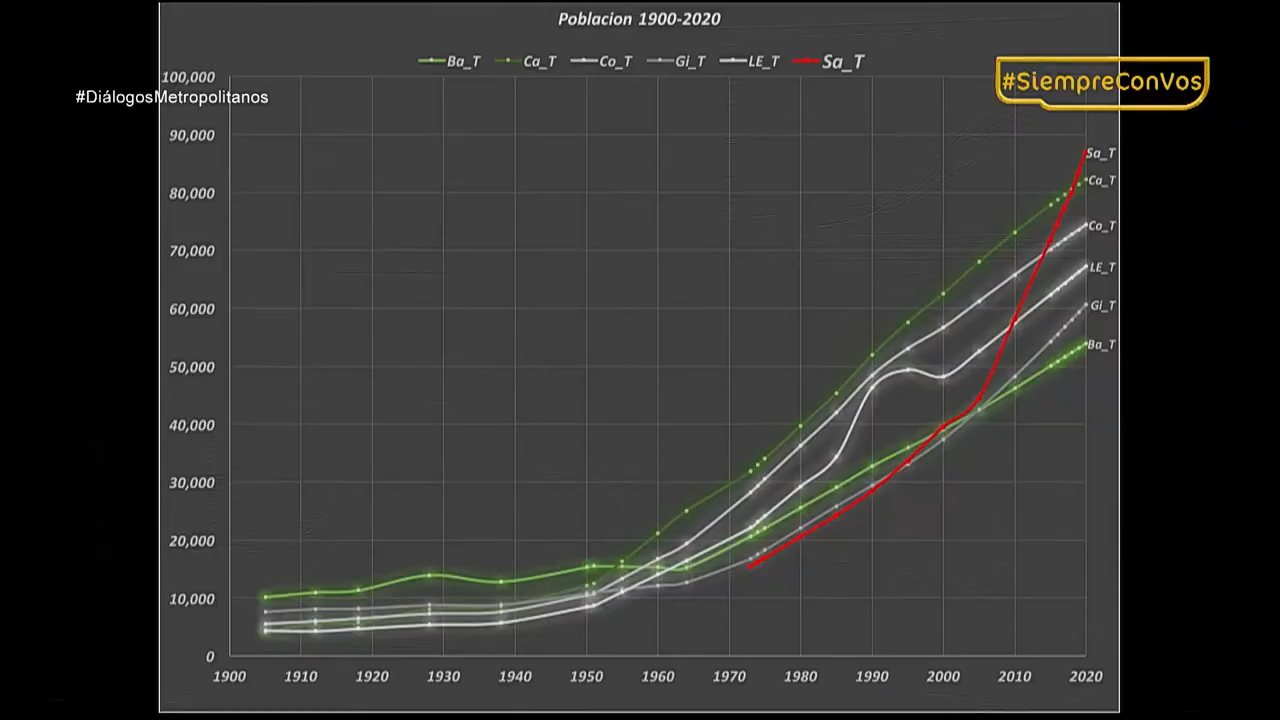 Poblacion 1900-2020
Ba_T Ca_T Co_T Gi_T LE_T Sa_T
#SiempreConVos
#DiálogosMetropolitanos
100,000
90,000
80,000
70,000
60,000
50,000
40,000
30,000
20,000
10,000
0
Sa_T
Ca_T
Co_T
LE_T
Gi_T
Ba_T
1900 1910 1920 1930 1940 1950 1960 1970 1980 1990 2000 2010 2020